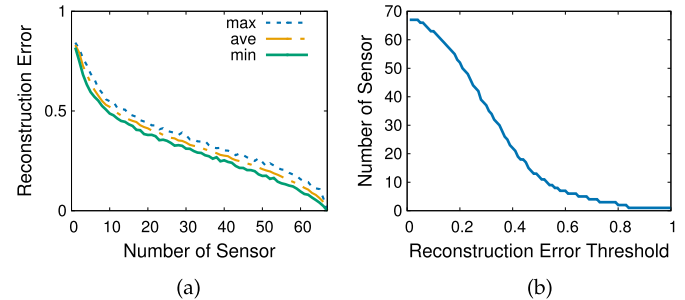 1
0.5
0
Reconstruction Error
max
ave
min
0 10 20 30 40 50 60
Number of Sensor
(a)
70
60
50
40
30
20
10
0
Number of Sensor
0 0.2 0.4 0.6 0.8 1
Reconstruction Error Threshold
(b)